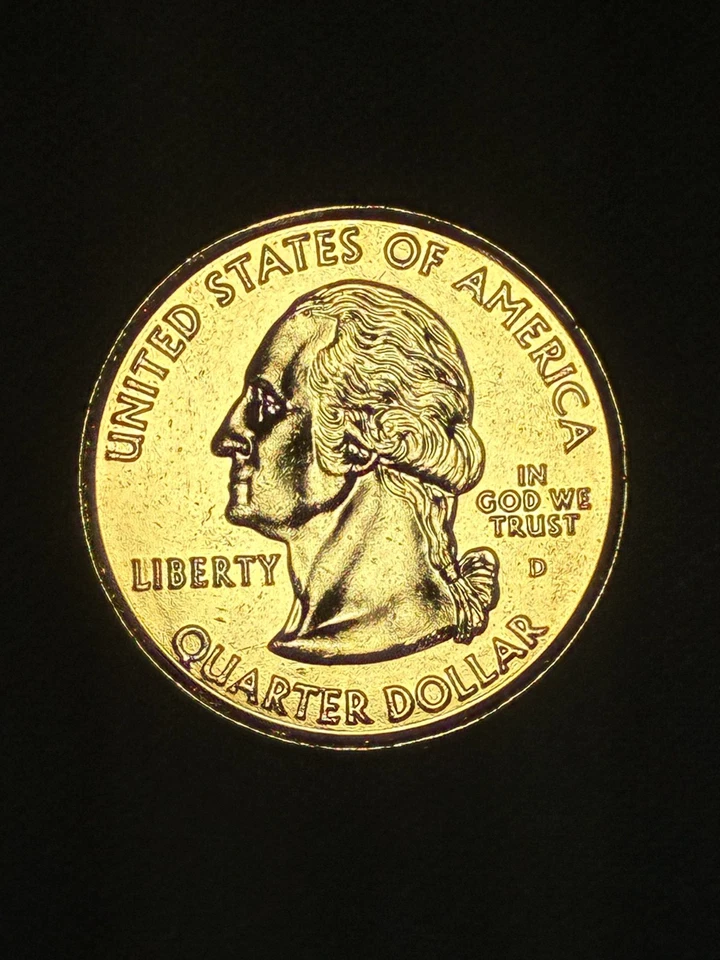 UNITED STATES OF AMERICA
IN
GOD WE
TRUST
LIBERTY
D
QUARTER DOLLAR